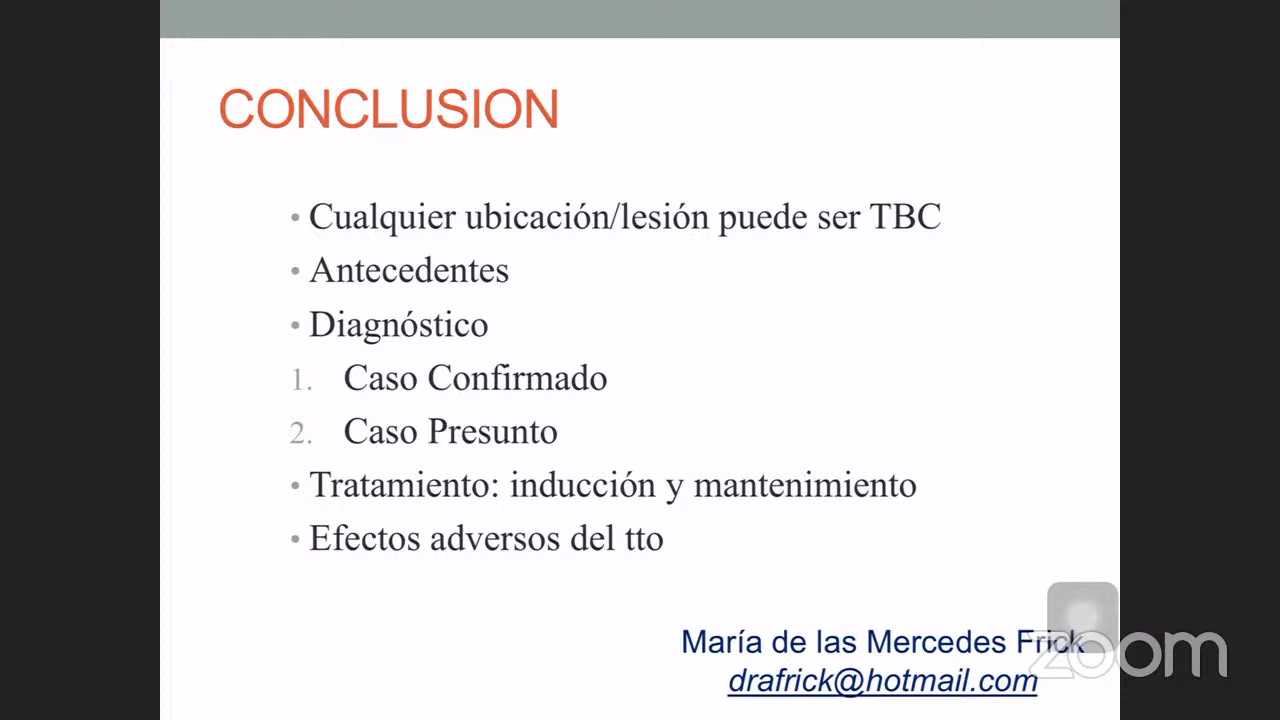 CONCLUSION
• Cualquier ubicación/lesión puede ser TBC
• Antecedentes
• Diagnóstico
1. Caso Confirmado
2. Caso Presunto
• Tratamiento: inducción y mantenimiento
• Efectos adversos del tto
María de las Mercedes Frick
drafrick@hotmail.com
zoom